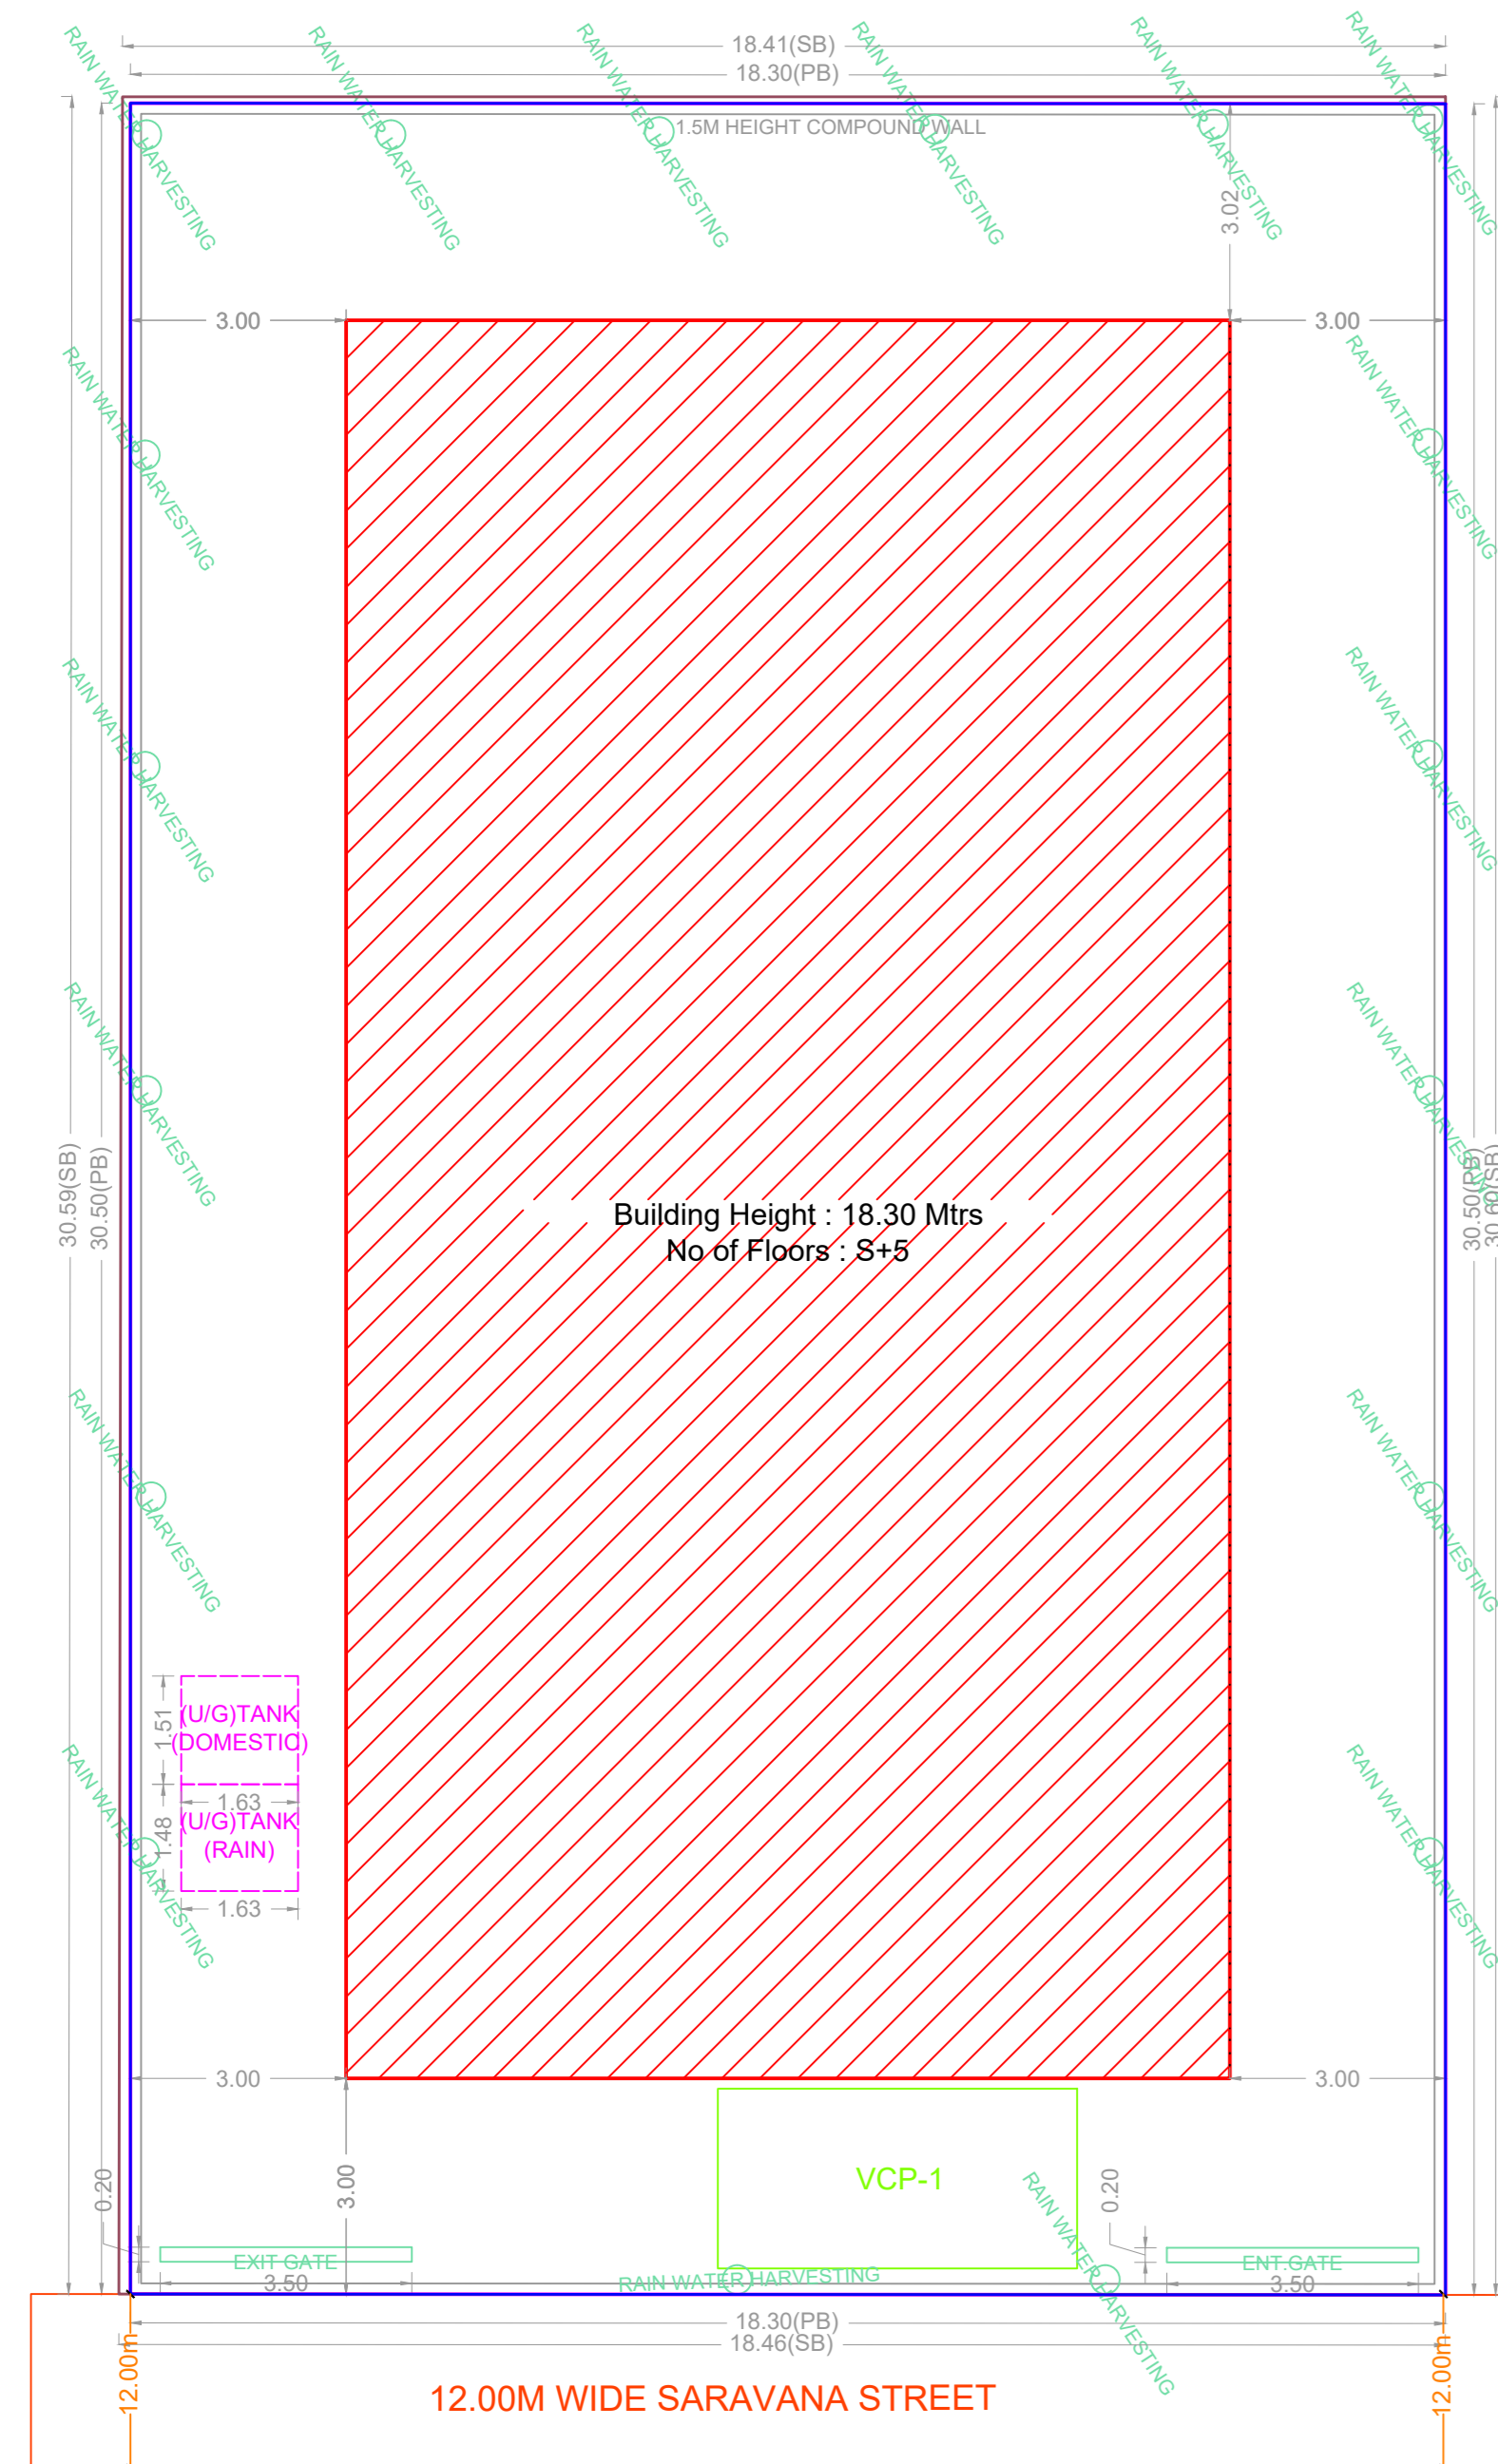 18.41(SB)
18.30(PB)
RAIN WATER HARVESTING
RAIN WATER HARVESTING
RAIN WATER HARVESTING
RAIN WATER HARVESTING
RAIN WATER HARVESTING
RAIN WATER HARVESTING
1.5M HEIGHT COMPOUND WALL
3.02
3.00
3.00
RAIN WATER HARVESTING
RAIN WATER HARVESTING
RAIN WATER HARVESTING
RAIN WATER HARVESTING
RAIN WATER HARVESTING
RAIN WATER HARVESTING
30.59(SB)
30.50(PB)
30.50(PB)
30.60(SB)
Building Height : 18.30 Mtrs
No of Floors : S+5
RAIN WATER HARVESTING
RAIN WATER HARVESTING
1.51
(U/G)TANK
(DOMESTIC)
1.63
1.48
(U/G)TANK
(RAIN)
1.63
RAIN WATER HARVESTING
RAIN WATER HARVESTING
3.00
3.00
0.20
3.00
VCP-1
0.20
RAIN WATER HARVESTING
EXIT GATE
3.50
RAIN WATER HARVESTING
ENT.GATE
3.50
18.30(PB)
18.46(SB)
12.00m
12.00m
12.00M WIDE SARAVANA STREET